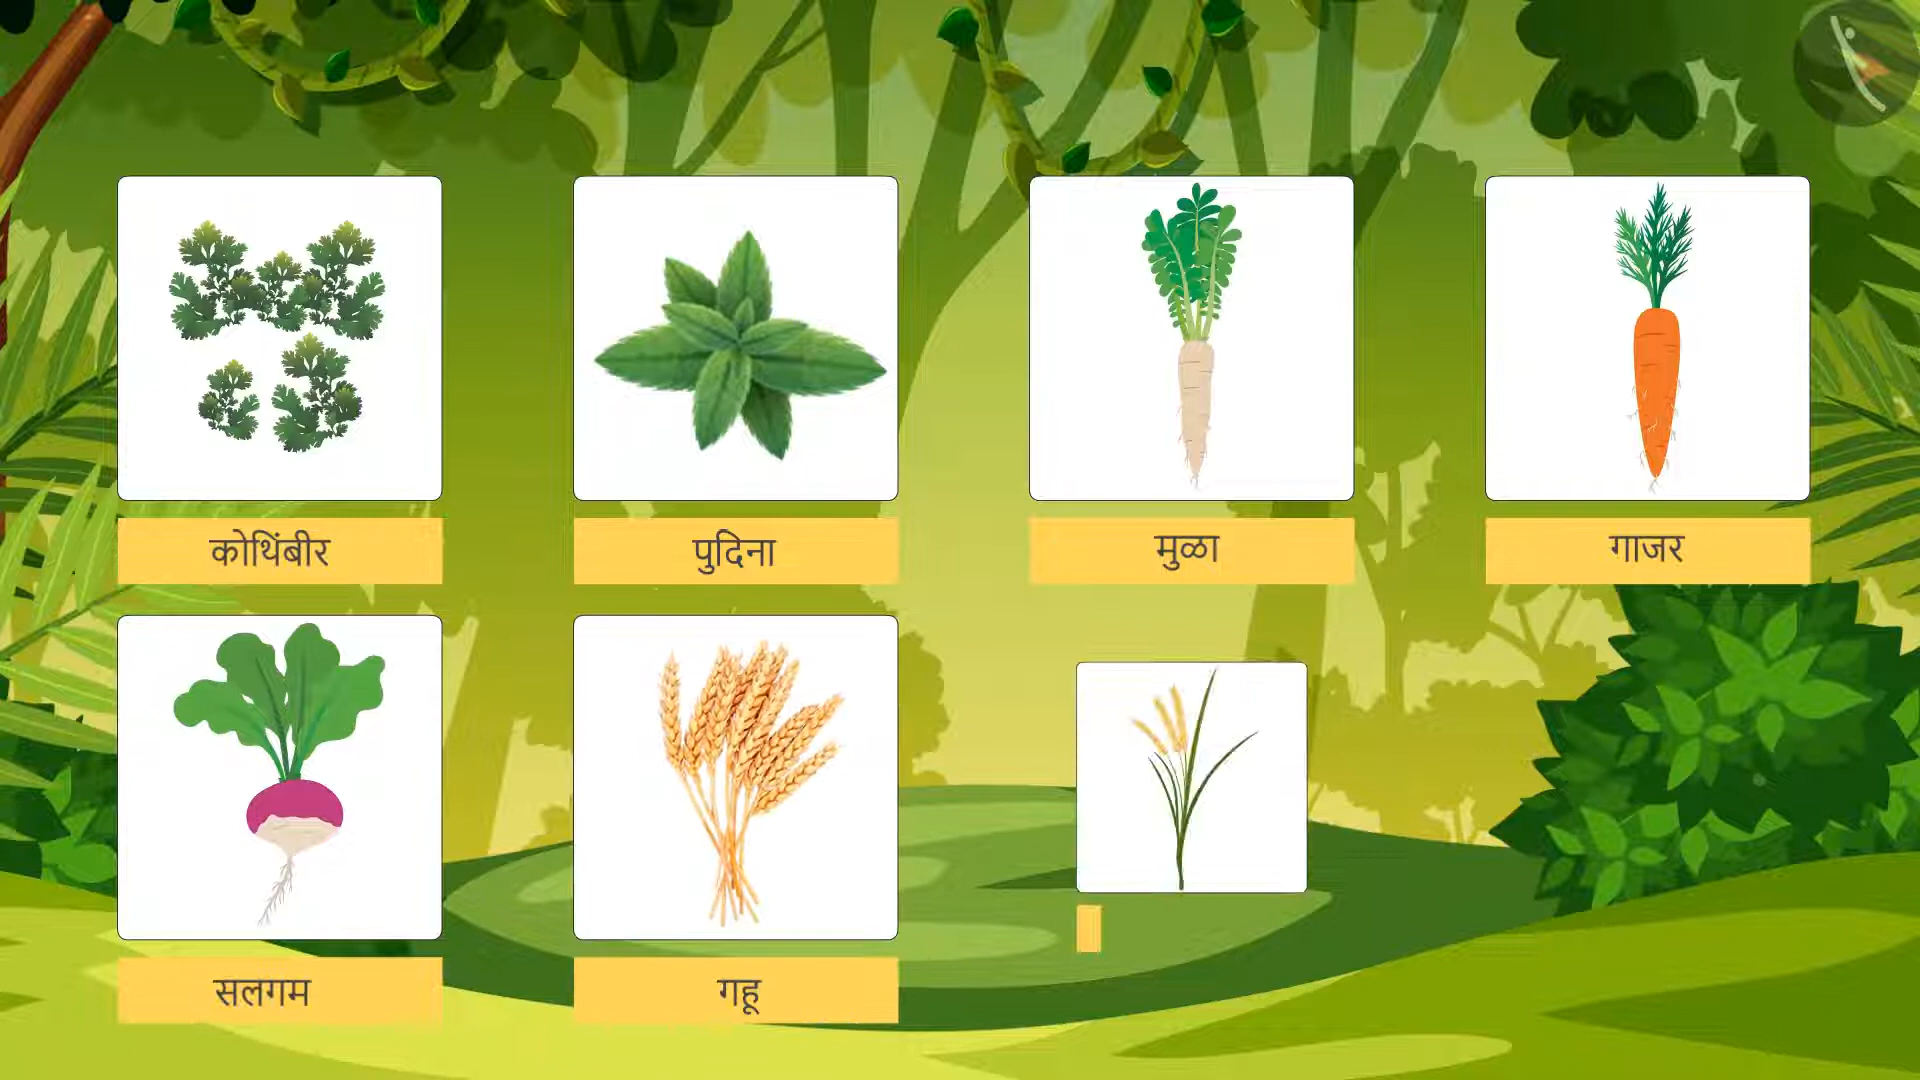 कोथिंबीर
पुदिना
मुळा
गाजर
सलगम
गहू